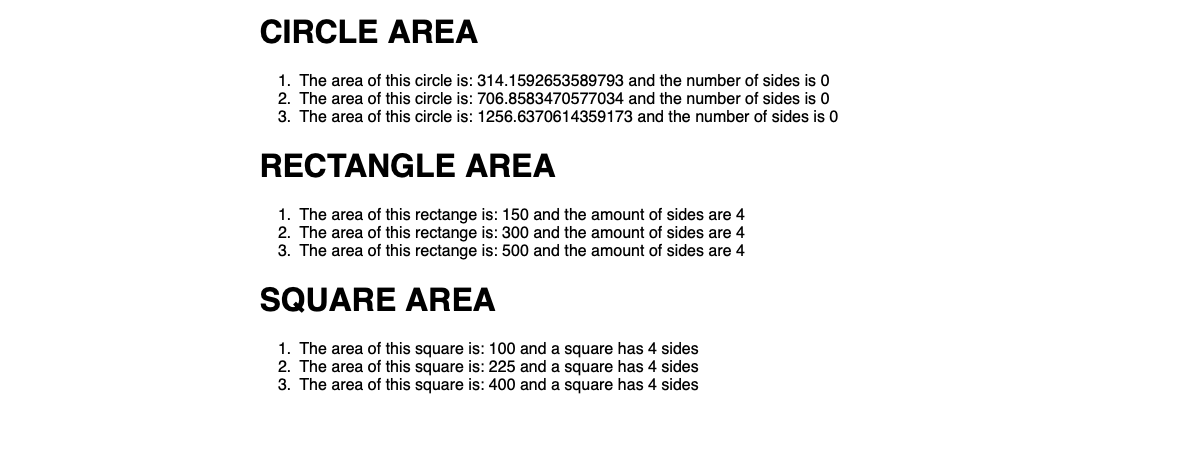 CIRCLE AREA
1. The area of this circle is: 314.1592653589793 and the number of sides is 0
2. The area of this circle is: 706.8583470577034 and the number of sides is 0
3. The area of this circle is: 1256.6370614359173 and the number of sides is 0
RECTANGLE AREA
1. The area of this rectange is: 150 and the amount of sides are 4
2. The area of this rectange is: 300 and the amount of sides are 4
3. The area of this rectange is: 500 and the amount of sides are 4
SQUARE AREA
1. The area of this square is: 100 and a square has 4 sides
2. The area of this square is: 225 and a square has 4 sides
3. The area of this square is: 400 and a square has 4 sides